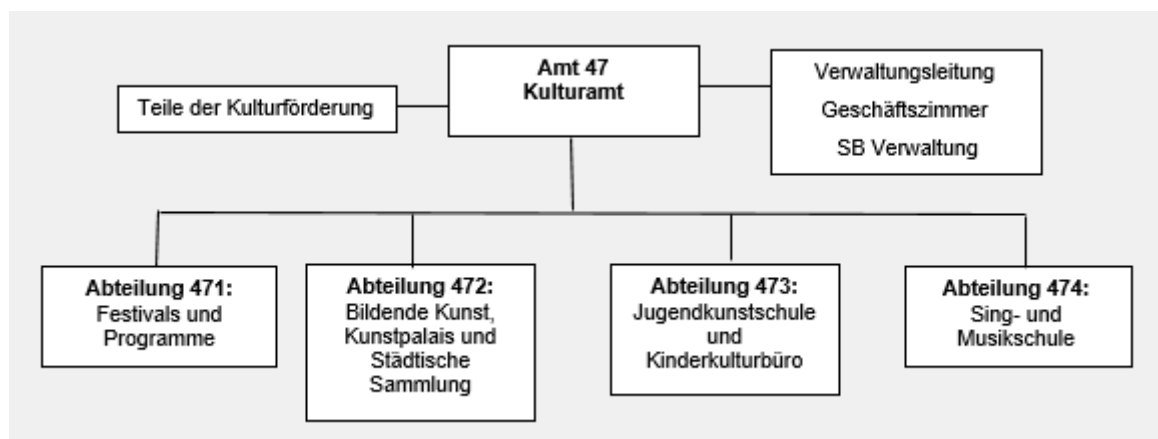 Amt 47
Kulturamt
Teile der Kulturförderung
Verwaltungsleitung
Geschäftszimmer
SB Verwaltung
Abteilung 471:
Festivals und
Programme
Abteilung 472:
Bildende Kunst,
Kunstpalais und
Städtische
Sammlung
Abteilung 473:
Jugendkunstschule
und
Kinderkulturbüro
Abteilung 474:
Sing- und
Musikschule